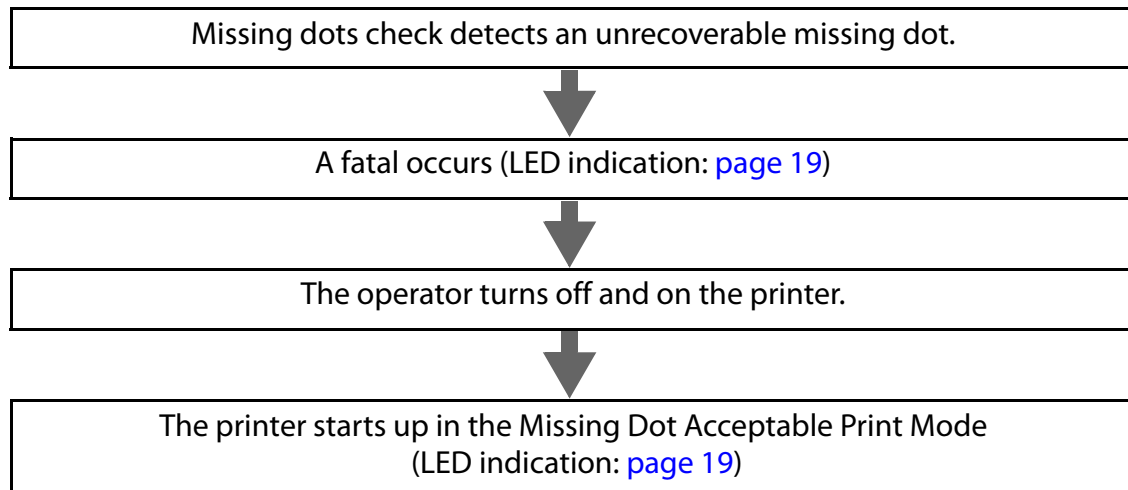 Missing dots check detects an unrecoverable missing dot.
A fatal occurs (LED indication: page 19)
The operator turns off and on the printer.
The printer starts up in the Missing Dot Acceptable Print Mode
(LED indication: page 19)